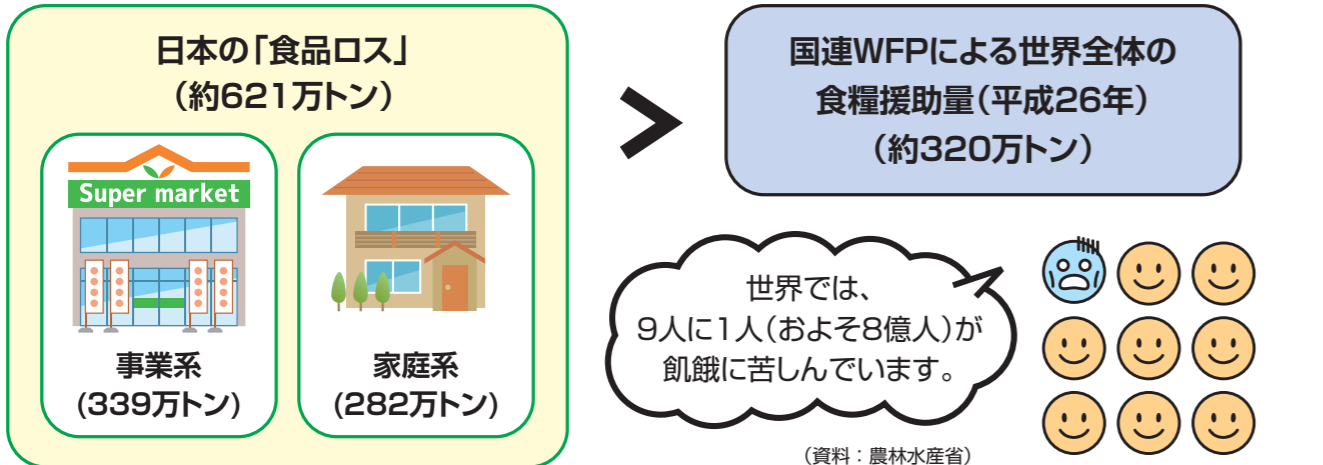 日本の「食品ロス」
（約621万トン）
Super market
事業系
(339万トン)
家庭系
(282万トン)
>
国連WFPによる世界全体の
食糧援助量（平成26年）
（約320万トン）
世界では、
9人に1人（およそ8億人）が
飢餓に苦しんでいます。
（資料：農林水産省）